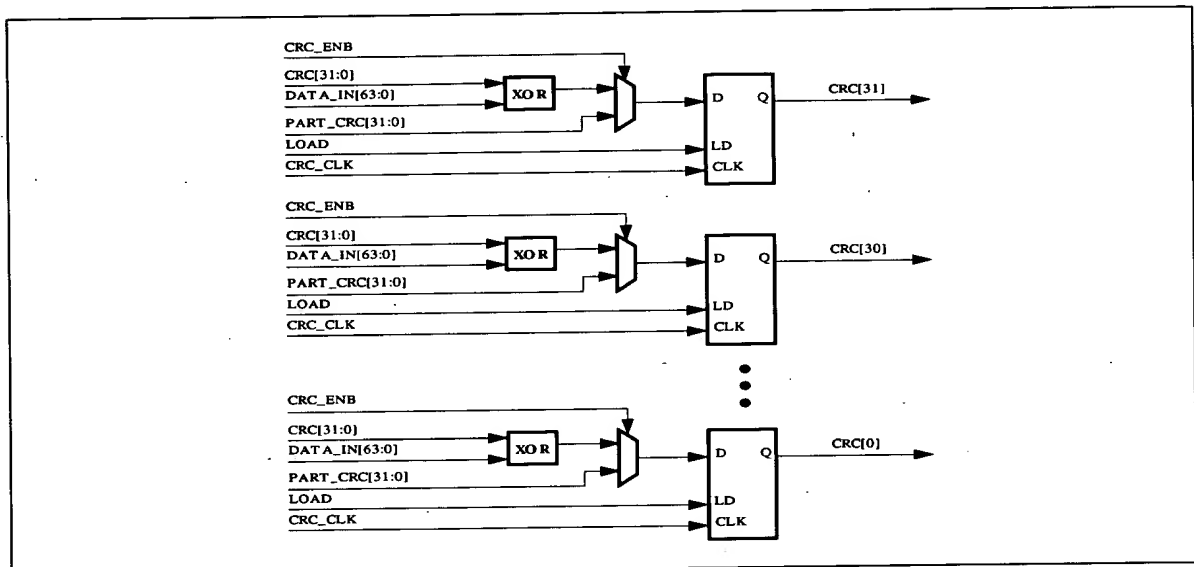 CRC_ENB
CRC[31:0]
DATA_IN[63:0]
XOR
PART_CRC[31:0]
LOAD
CRC_CLK
D
Q
LD
CLK
CRC[31]
CRC_ENB
CRC[31:0]
DATA_IN[63:0]
XOR
PART_CRC[31:0]
LOAD
CRC_CLK
D
Q
LD
CLK
CRC[30]
CRC_ENB
CRC[31:0]
DATA_IN[63:0]
XOR
PART_CRC[31:0]
LOAD
CRC_CLK
D
Q
LD
CLK
CRC[0]